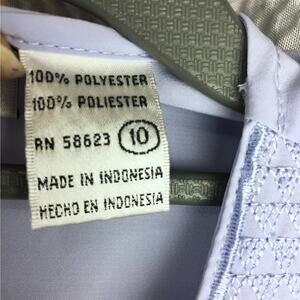 100% POLYESTER
100% POLIESTER
RN 58623 10
MADE IN INDONESIA
HECHO EN INDONESIA